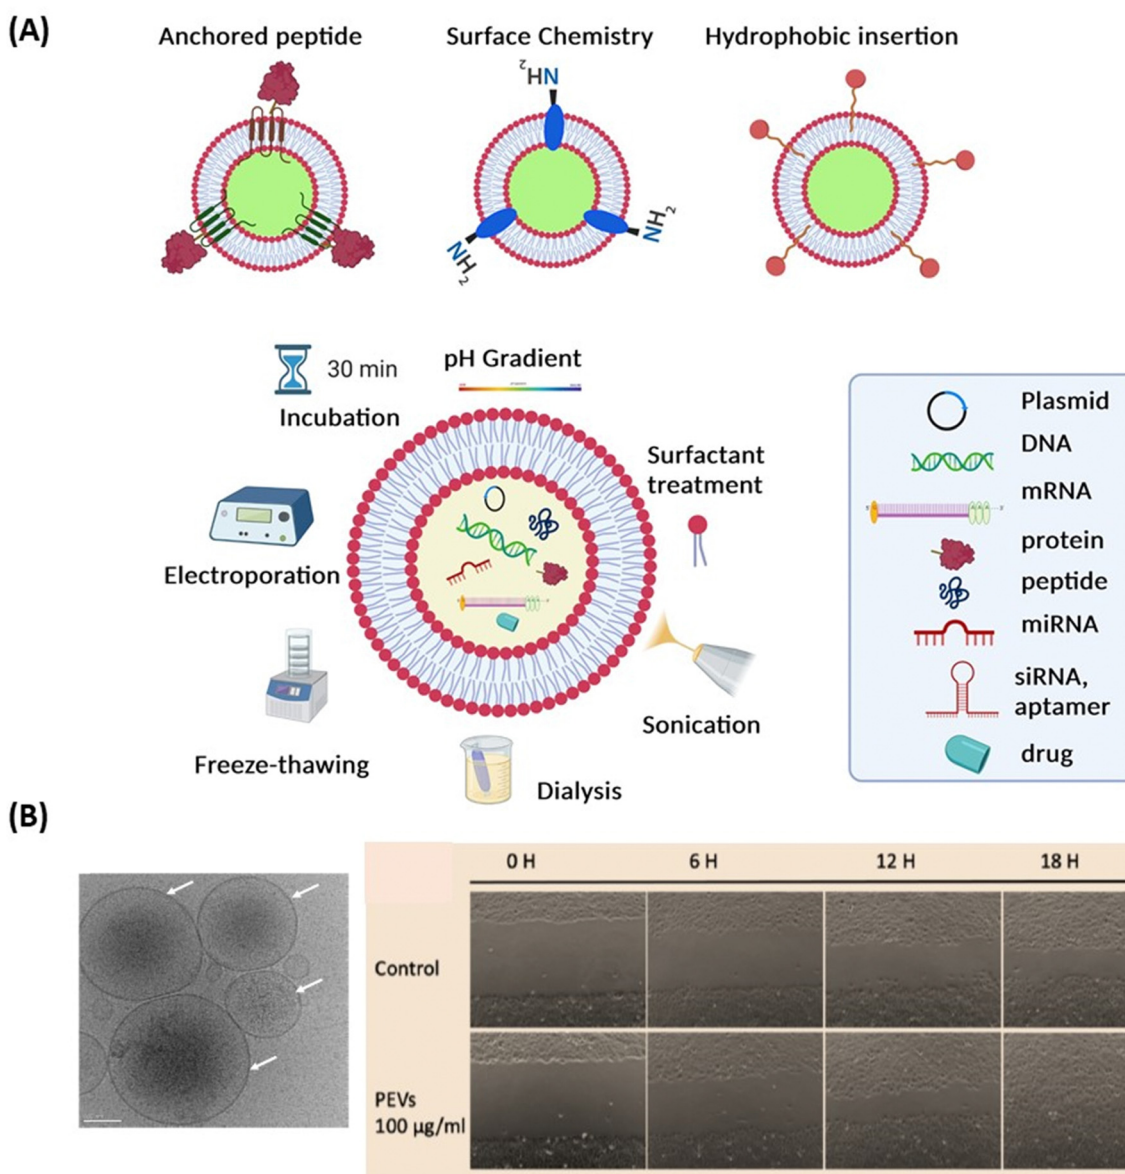 (A)
Anchored peptide
Surface Chemistry
Hydrophobic insertion
NH2
NH2
NH2
30 min
Incubation
pH Gradient
Surfactant
treatment
Electroporation
Freeze-thawing
Dialysis
Sonication
Plasmid
DNA
mRNA
protein
peptide
miRNA
siRNA,
aptamer
drug
(B)
0 H
6 H
12 H
18 H
Control
PEVs
100 µg/ml